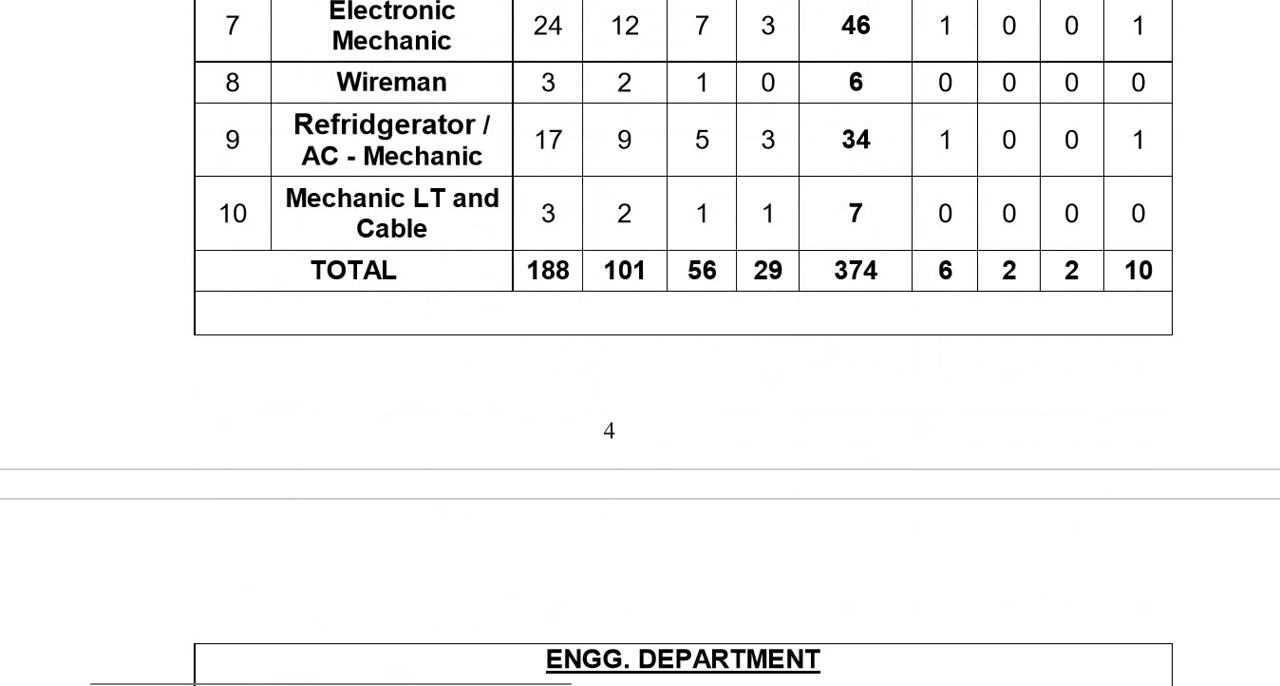 7 Electronic Mechanic 24 12 7 3 46 1 0 0 1
8 Wireman 3 2 1 0 6 0 0 0 0
9 Refridgerator / AC - Mechanic 17 9 5 3 34 1 0 0 1
10 Mechanic LT and Cable 3 2 1 1 7 0 0 0 0
TOTAL 188 101 56 29 374 6 2 2 10
4
ENGG. DEPARTMENT